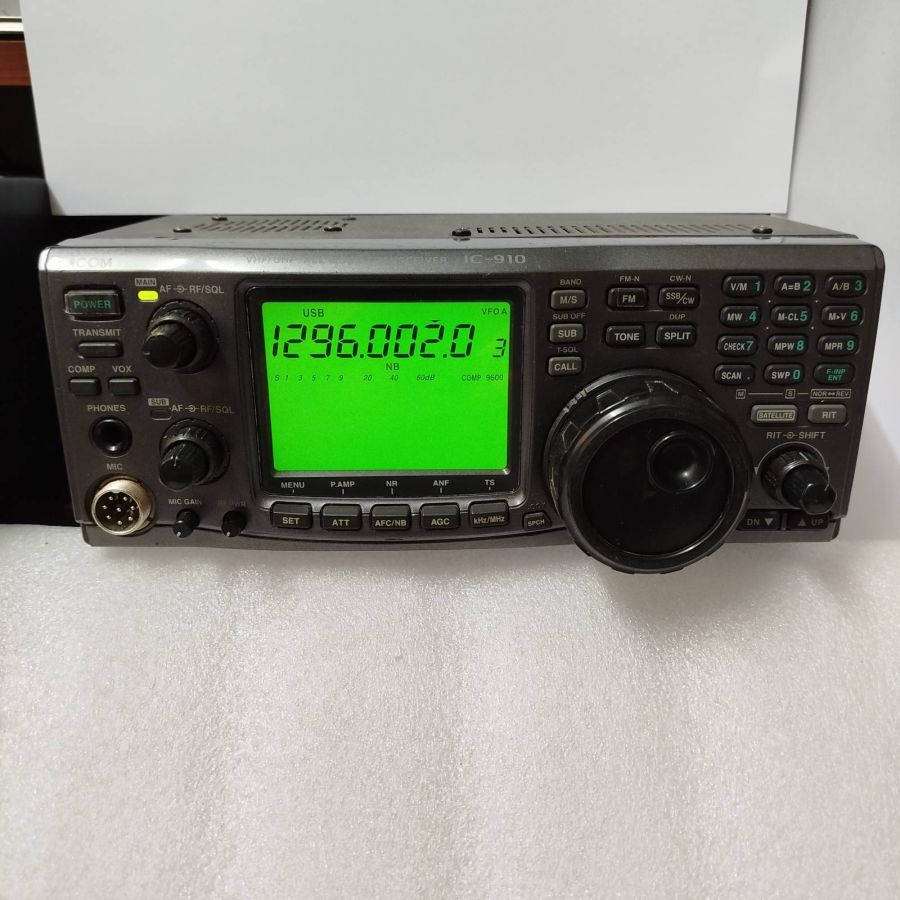 ICOM
IC-910
POWER
MAIN
AF RF/SQL
TRANSMIT
COMP VOX
SUB
AF RF/SQL
PHONES
MIC
MIC GAIN
RF PWR
USB
VFO A
1296.002.0 3
NB
S 1 3 5 7 9 20 40 60dB COMP 9600
MENU P.AMP NR ANF TS
SET ATT AFC/NB AGC kHz/MHz SPCH
BAND FM-N CW-N
M/S FM SSB/CW
SUB OFF DUP
SUB TONE SPLIT
T-SQL
CALL
V/M 1 A=B 2 A/B 3
MW 4 M-CL 5 M▸V 6
CHECK 7 MPW 8 MPR 9
SCAN . SWP 0 F-INP ENT
M S NOR↔REV
SATELLITE RIT
RIT SHIFT
DN ▼ ▲ UP